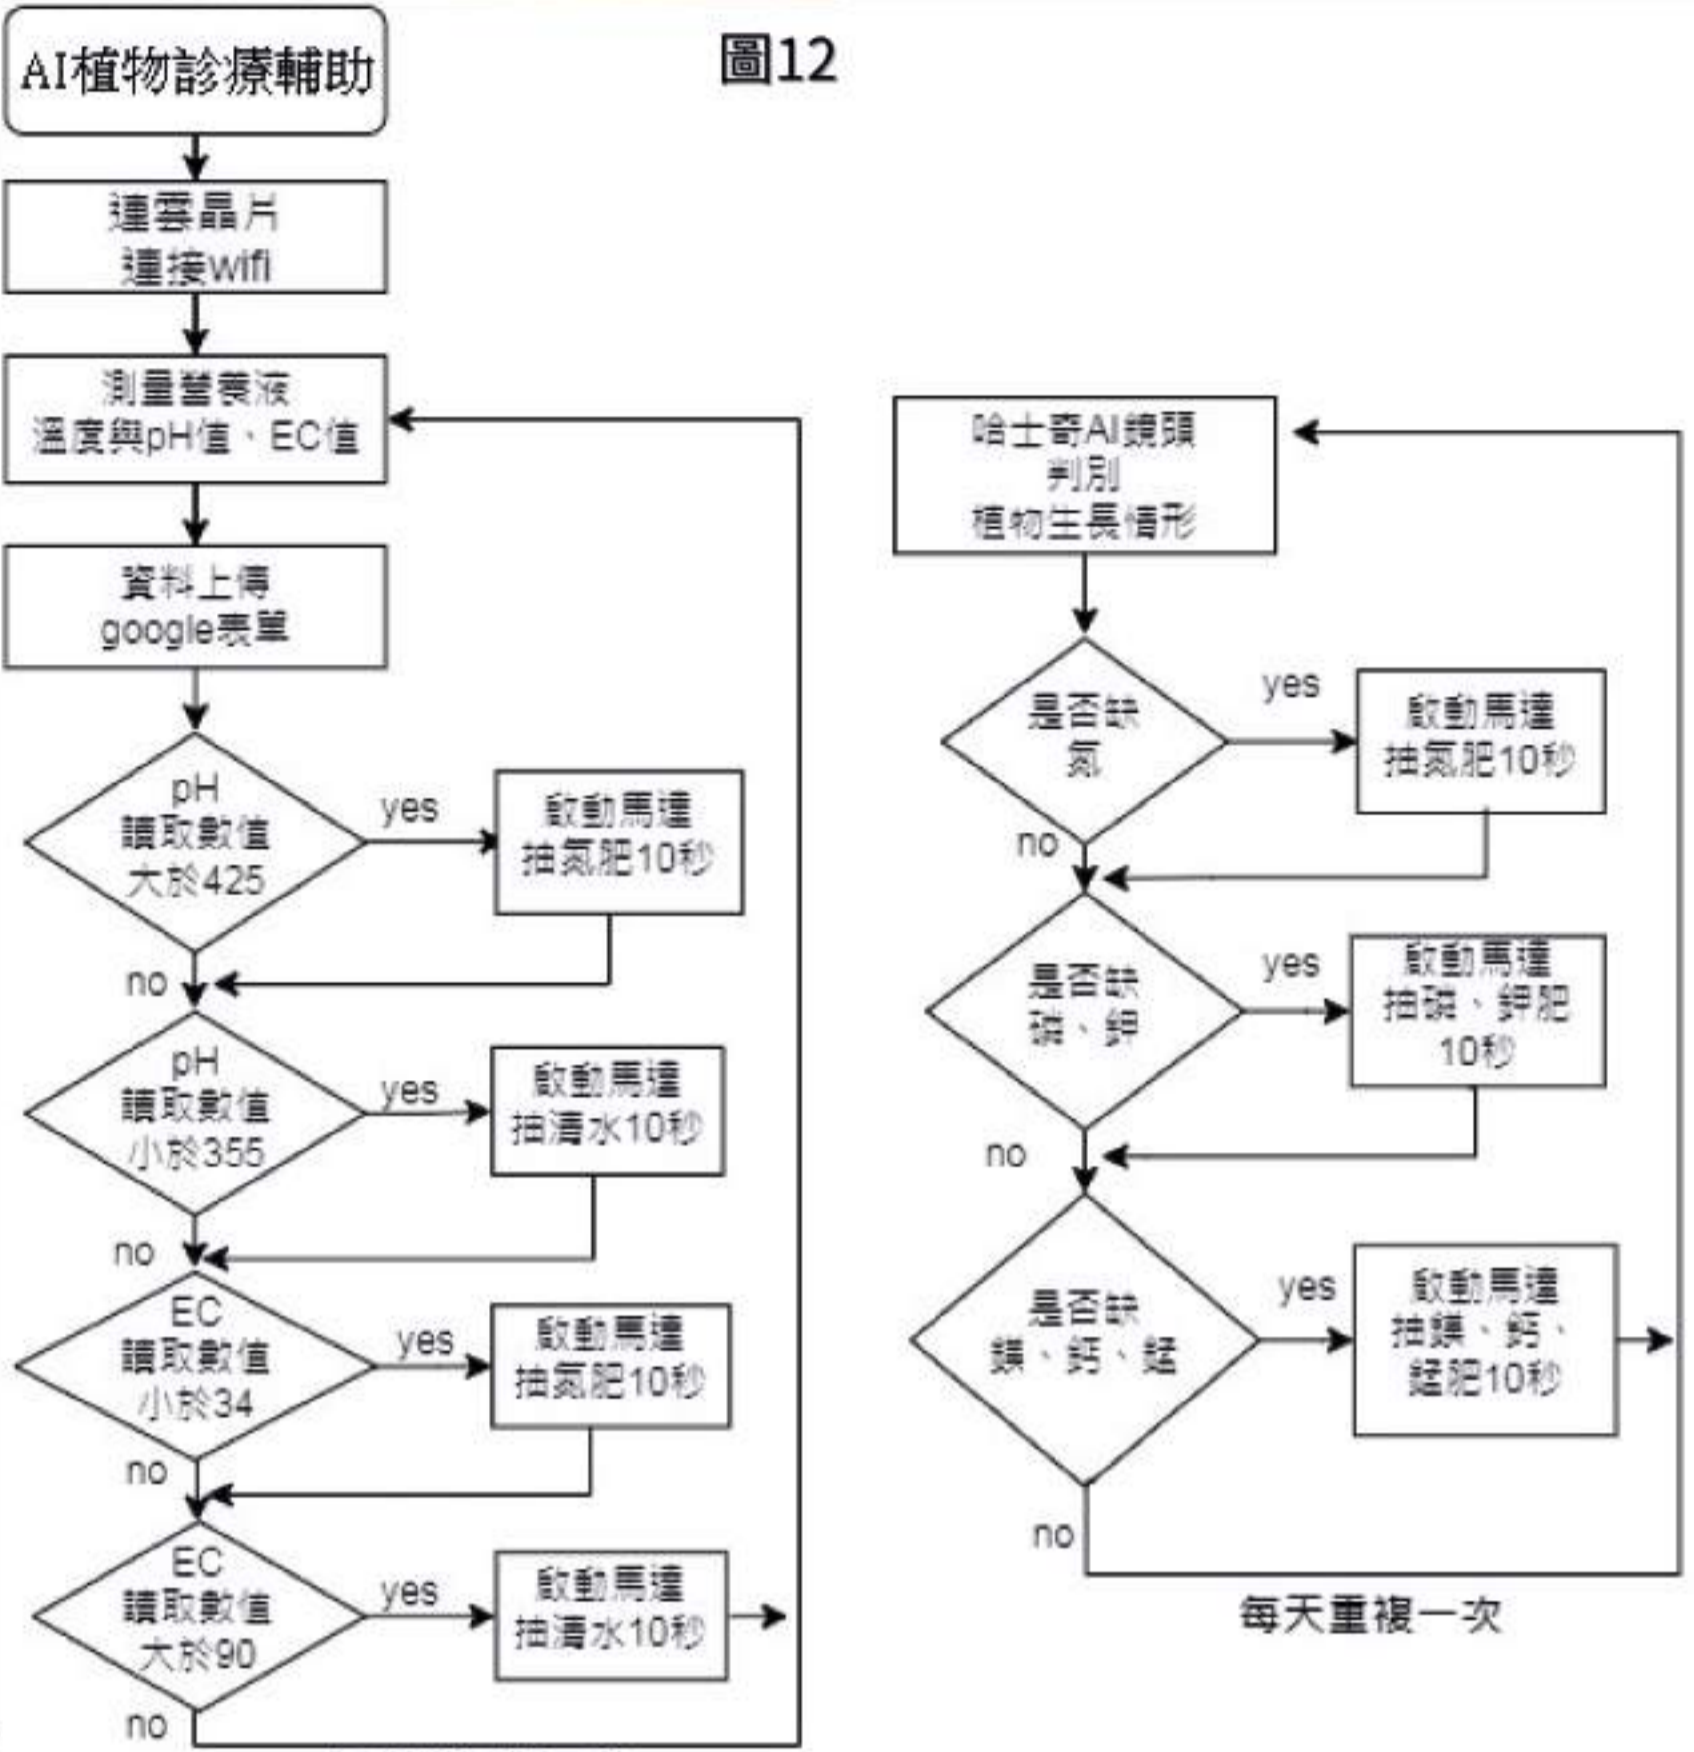 圖12
AI植物診療輔助
連雲晶片
連接wifi
測量營養液
溫度與pH值、EC值
資料上傳
google表單
pH
讀取數值
大於425
yes
啟動馬達
抽氮肥10秒
no
pH
讀取數值
小於355
yes
啟動馬達
抽清水10秒
no
EC
讀取數值
小於34
yes
啟動馬達
抽氮肥10秒
no
EC
讀取數值
大於90
yes
啟動馬達
抽清水10秒
no
哈士奇AI鏡頭
判別
植物生長情形
是否缺
氮
yes
啟動馬達
抽氮肥10秒
no
是否缺
磷、鉀
yes
啟動馬達
抽磷、鉀肥
10秒
no
是否缺
鎂、鈣、錳
yes
啟動馬達
抽鎂、鈣、
錳肥10秒
no
每天重複一次